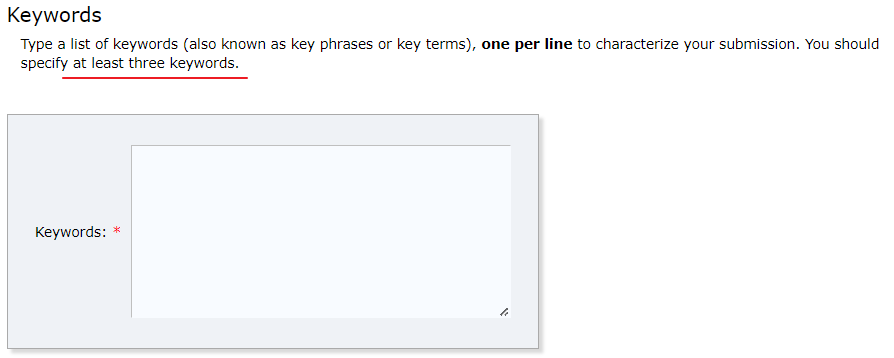 Keywords
Type a list of keywords (also known as key phrases or key terms), one per line to characterize your submission. You should
specify at least three keywords.
Keywords: *